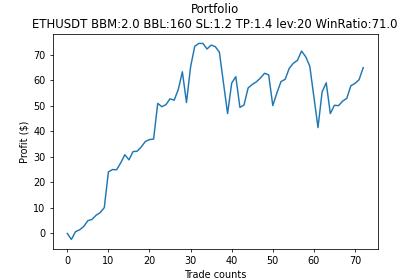 Portfolio
ETHUSDT BBM:2.0 BBL:160 SL:1.2 TP:1.4 lev:20 WinRatio:71.0
Profit ($)
70
60
50
40
30
20
10
0
0 10 20 30 40 50 60 70
Trade counts